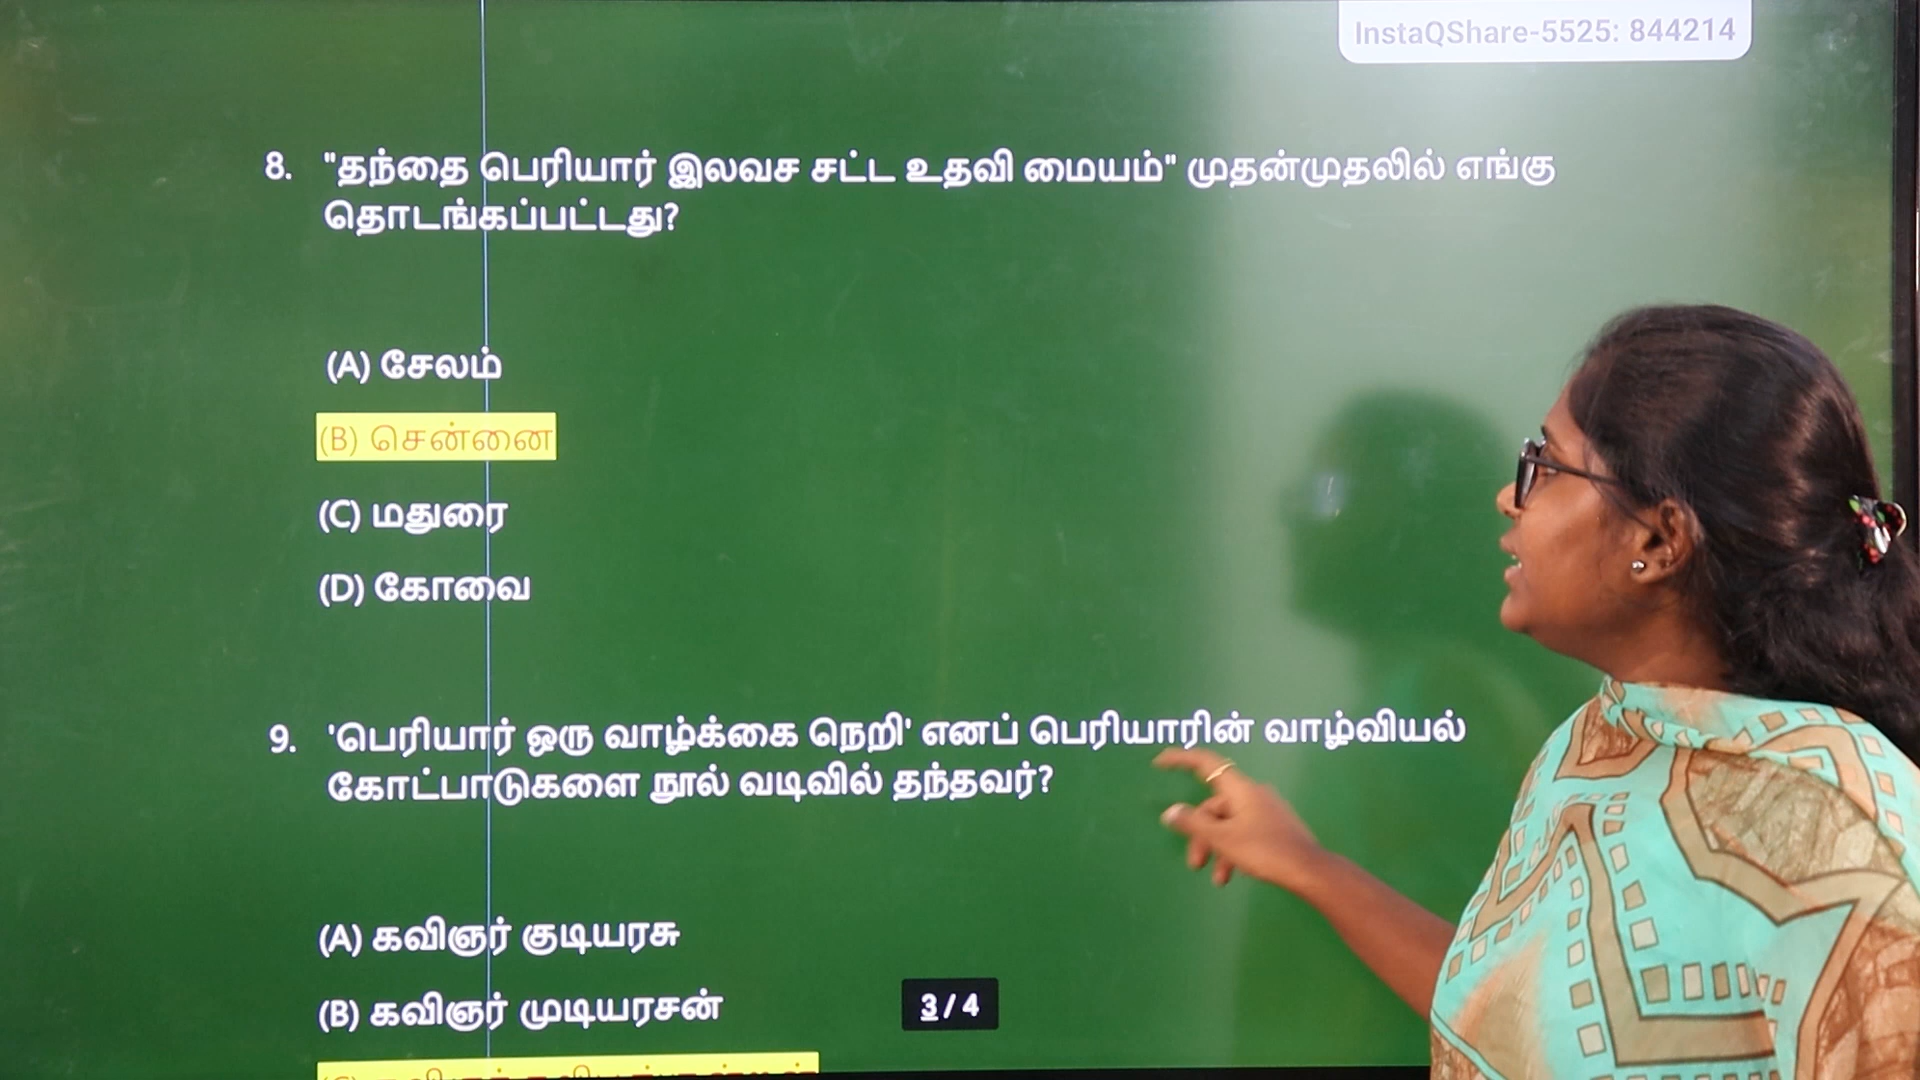 InstaQShare-5525: 844214
8. "தந்தை பெரியார் இலவச சட்ட உதவி மையம்" முதன்முதலில் எங்கு
தொடங்கப்பட்டது?
(A) சேலம்
(B) சென்னை
(C) மதுரை
(D) கோவை
9. 'பெரியார் ஒரு வாழ்க்கை நெறி' எனப் பெரியாரின் வாழ்வியல்
கோட்பாடுகளை நூல் வடிவில் தந்தவர்?
(A) கவிஞர் குடியரசு
(B) கவிஞர் முடியரசன்
3 / 4